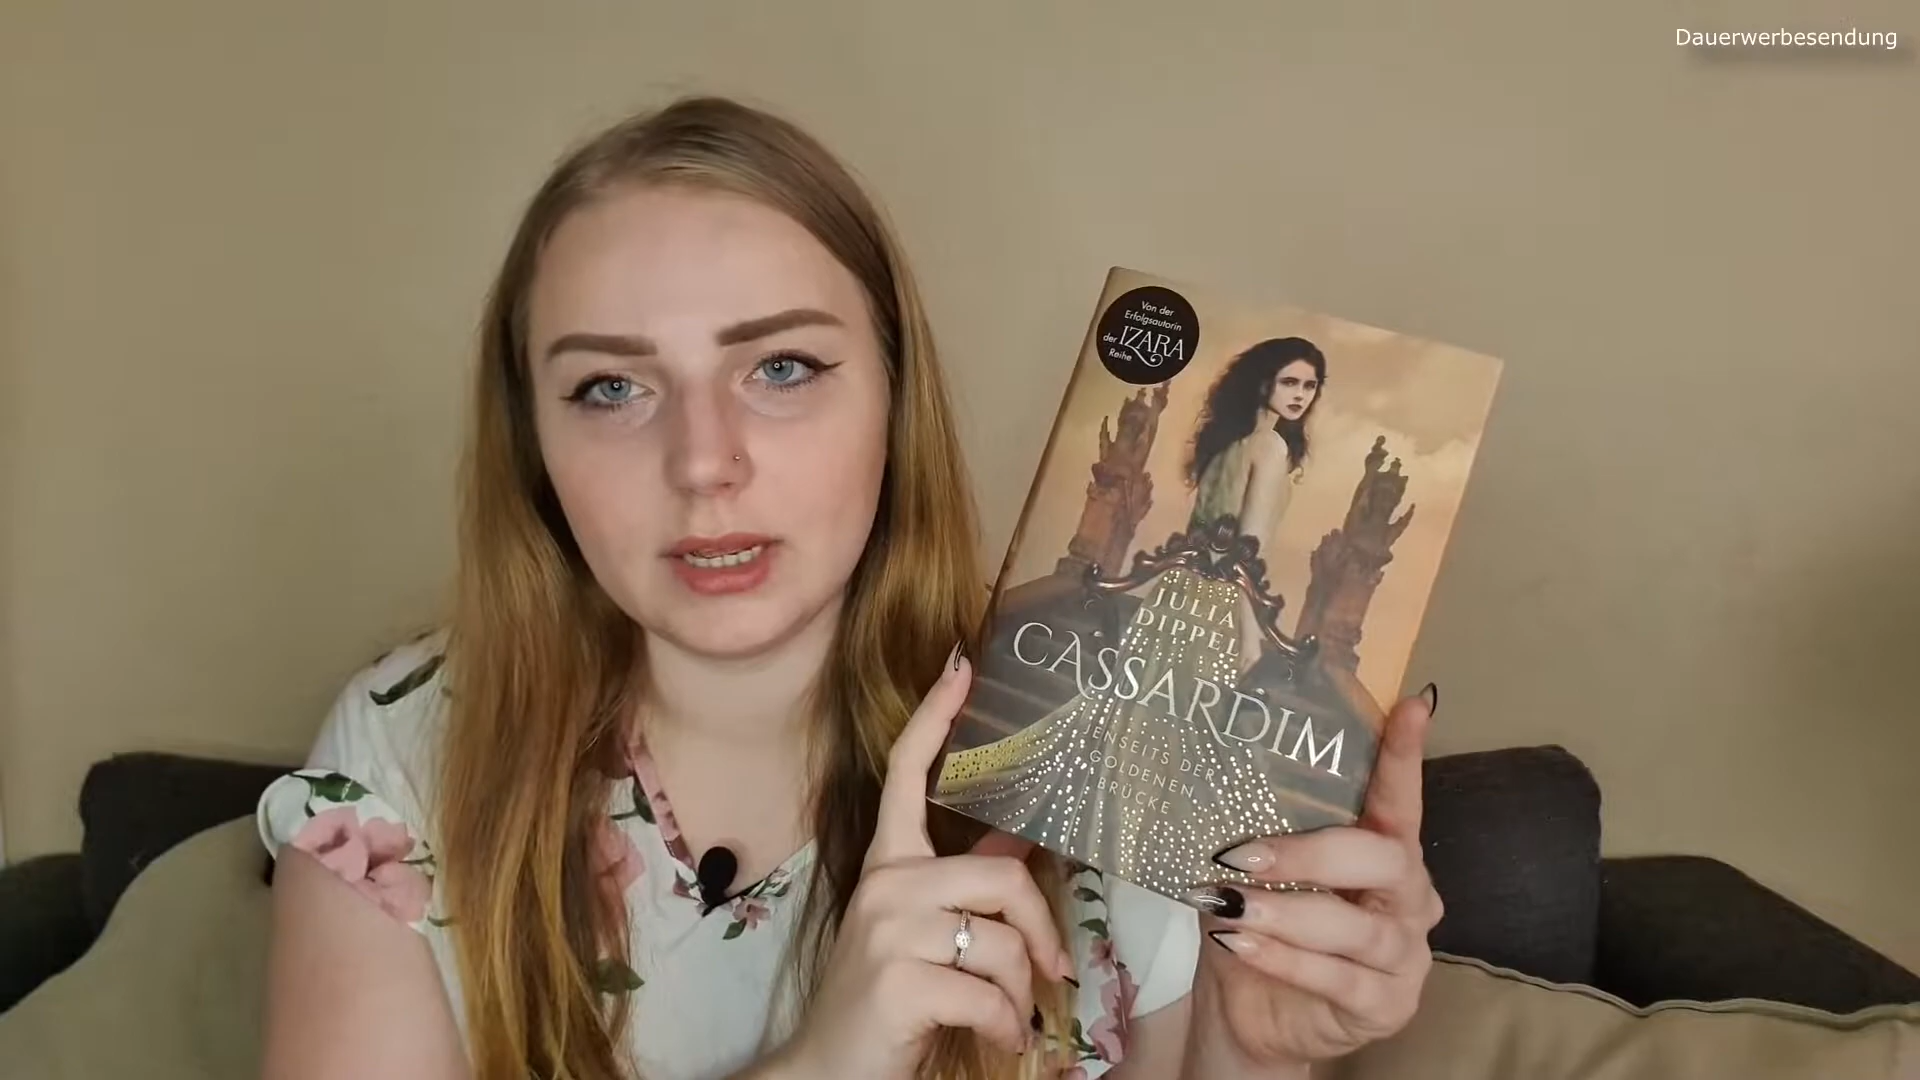 Dauerwerbesendung
Von der
Erfolgsautorin
der IZARA
Reihe
JULIA
DIPPEL
CASSARDIM
JENSEITS DER
GOLDENEN
BRÜCKE